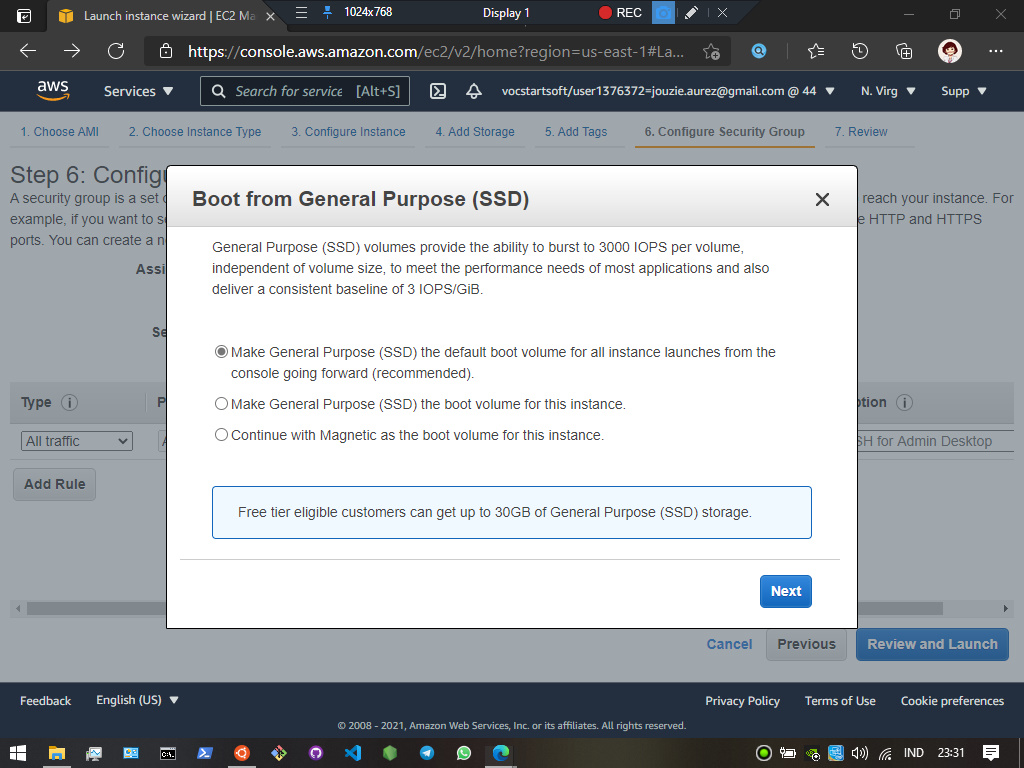 Launch instance wizard | EC2 Ma
1024x768
Display 1
REC
https://console.aws.amazon.com/ec2/v2/home?region=us-east-1#La...
aws
Services
Search for service
[Alt+S]
vocstartsoft/user1376372=jouzie.aurez@gmail.com @ 44
N. Virg
Supp
1. Choose AMI
2. Choose Instance Type
3. Configure Instance
4. Add Storage
5. Add Tags
6. Configure Security Group
7. Review
Step 6: Config
A security group is a set
reach your instance. For
example, if you want to s
e HTTP and HTTPS
ports. You can create a n
Assi
Se
Boot from General Purpose (SSD)
General Purpose (SSD) volumes provide the ability to burst to 3000 IOPS per volume,
independent of volume size, to meet the performance needs of most applications and also
deliver a consistent baseline of 3 IOPS/GiB.
Make General Purpose (SSD) the default boot volume for all instance launches from the
console going forward (recommended).
Make General Purpose (SSD) the boot volume for this instance.
Continue with Magnetic as the boot volume for this instance.
Free tier eligible customers can get up to 30GB of General Purpose (SSD) storage.
Next
Type
P
ption
All traffic
A
SH for Admin Desktop
Add Rule
Cancel
Previous
Review and Launch
Feedback
English (US)
Privacy Policy
Terms of Use
Cookie preferences
© 2008 - 2021, Amazon Web Services, Inc. or its affiliates. All rights reserved.
IND
23:31